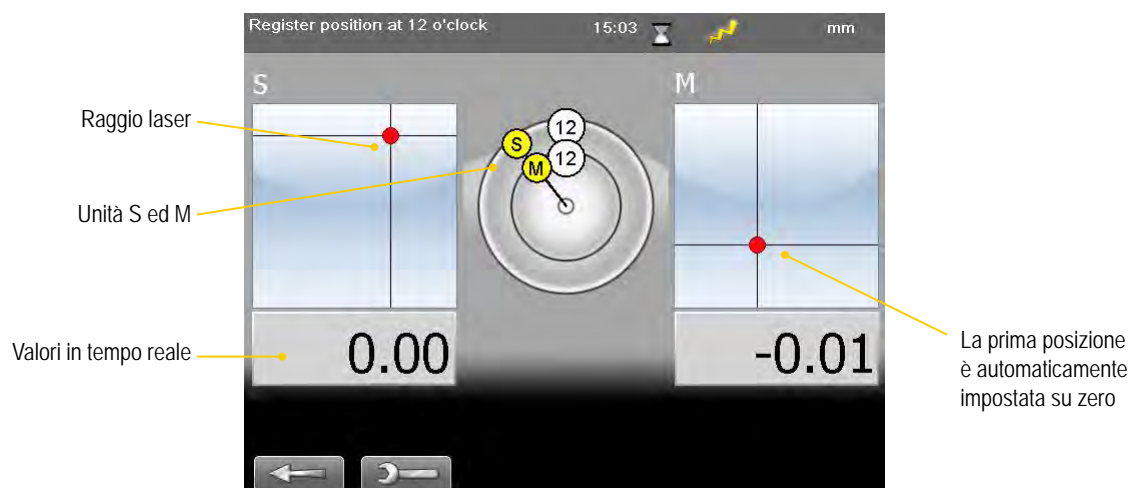 Register position at 12 o'clock 15:03 mm
S M
Raggio laser
12
S
12
M
Unità S ed M
Valori in tempo reale
0.00 -0.01
La prima posizione
è automaticamente
impostata su zero